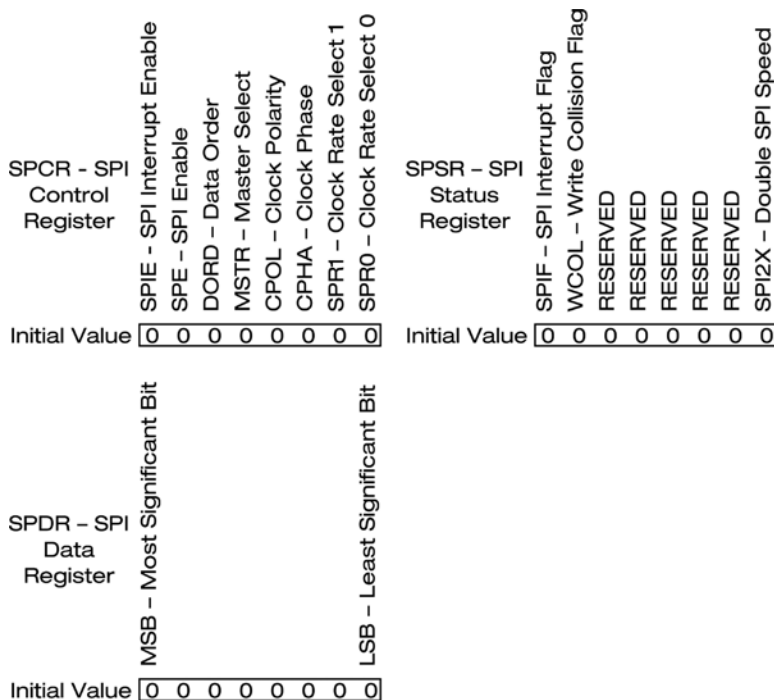 SPCR - SPI
Control
Register
SPIE - SPI Interrupt Enable
SPE – SPI Enable
DORD – Data Order
MSTR – Master Select
CPOL – Clock Polarity
CPHA – Clock Phase
SPR1 – Clock Rate Select 1
SPR0 – Clock Rate Select 0
Initial Value 0 0 0 0 0 0 0 0
SPSR – SPI
Status
Register
SPIF – SPI Interrupt Flag
WCOL – Write Collision Flag
RESERVED
RESERVED
RESERVED
RESERVED
RESERVED
SPI2X – Double SPI Speed
Initial Value 0 0 0 0 0 0 0 0
SPDR – SPI
Data
Register
MSB – Most Significant Bit
LSB – Least Significant Bit
Initial Value 0 0 0 0 0 0 0 0